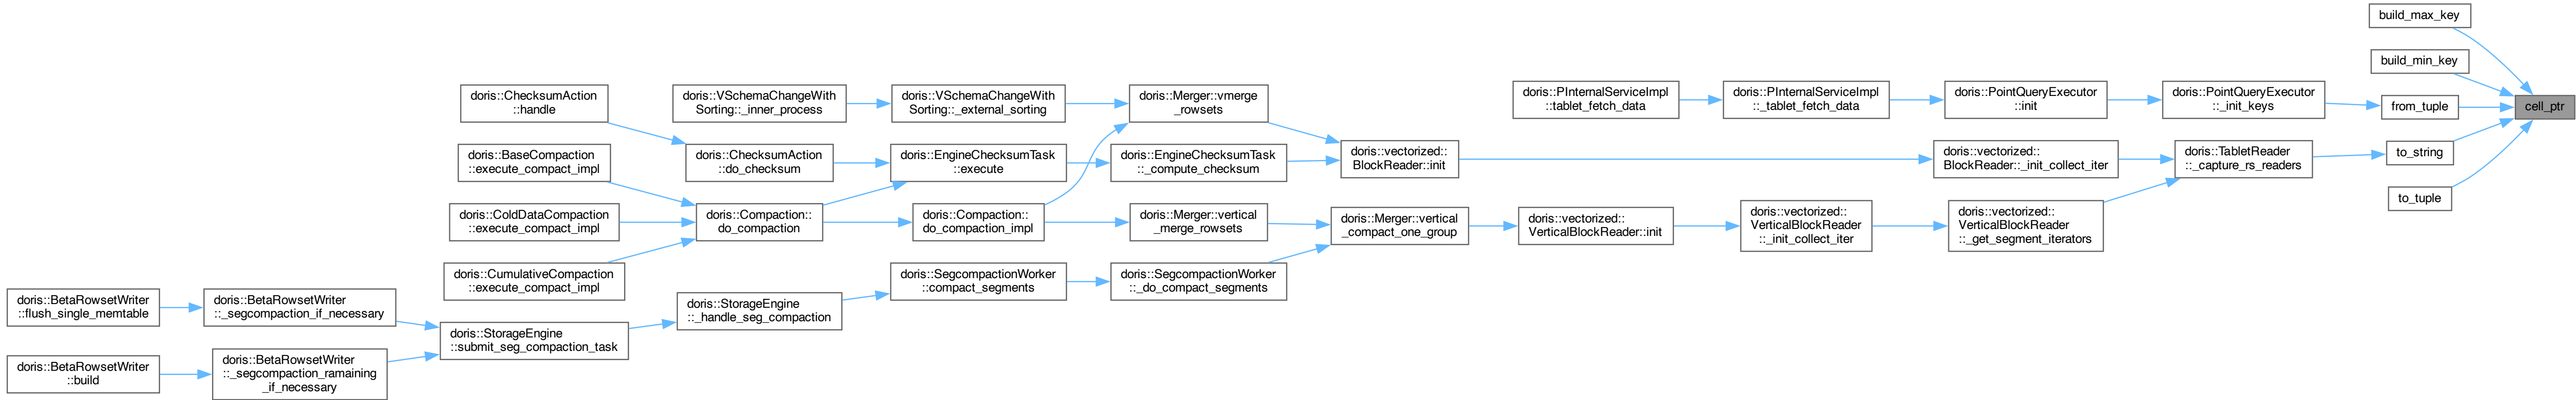 build_max_key
build_min_key
doris::ChecksumAction
::handle
doris::VSchemaChangeWith
Sorting::_inner_process
doris::VSchemaChangeWith
Sorting::_external_sorting
doris::Merger::vmerge
_rowsets
doris::PInternalServiceImpl
::tablet_fetch_data
doris::PInternalServiceImpl
::_tablet_fetch_data
doris::PointQueryExecutor
::init
doris::PointQueryExecutor
::_init_keys
from_tuple
cell_ptr
doris::BaseCompaction
::execute_compact_impl
doris::ChecksumAction
::do_checksum
doris::EngineChecksumTask
::execute
doris::EngineChecksumTask
::_compute_checksum
doris::vectorized::
BlockReader::init
doris::vectorized::
BlockReader::_init_collect_iter
doris::TabletReader
::_capture_rs_readers
to_string
to_tuple
doris::ColdDataCompaction
::execute_compact_impl
doris::Compaction::
do_compaction
doris::Compaction::
do_compaction_impl
doris::Merger::vertical
_merge_rowsets
doris::Merger::vertical
_compact_one_group
doris::vectorized::
VerticalBlockReader::init
doris::vectorized::
VerticalBlockReader
::_init_collect_iter
doris::vectorized::
VerticalBlockReader
::_get_segment_iterators
doris::CumulativeCompaction
::execute_compact_impl
doris::SegcompactionWorker
::compact_segments
doris::SegcompactionWorker
::_do_compact_segments
doris::BetaRowsetWriter
::flush_single_memtable
doris::BetaRowsetWriter
::_segcompaction_if_necessary
doris::StorageEngine
::_handle_seg_compaction
doris::StorageEngine
::submit_seg_compaction_task
doris::BetaRowsetWriter
::build
doris::BetaRowsetWriter
::_segcompaction_ramaining
_if_necessary